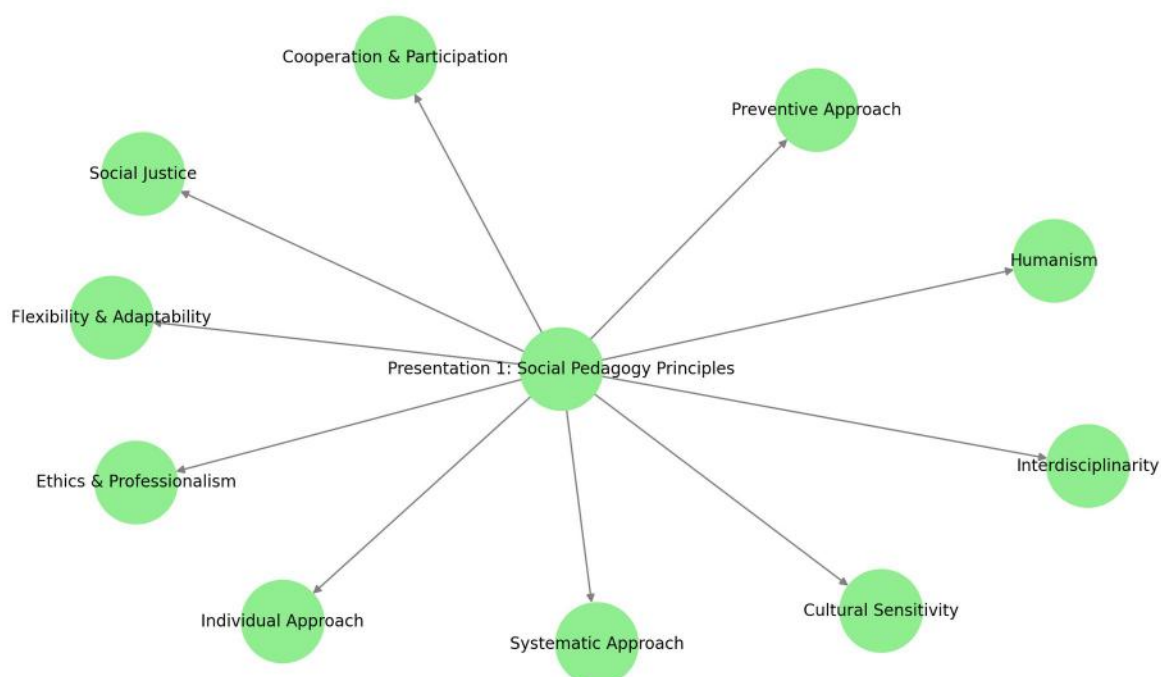 Cooperation & Participation
Preventive Approach
Social Justice
Humanism
Flexibility & Adaptability
Presentation 1: Social Pedagogy Principles
Interdisciplinarity
Ethics & Professionalism
Cultural Sensitivity
Individual Approach
Systematic Approach